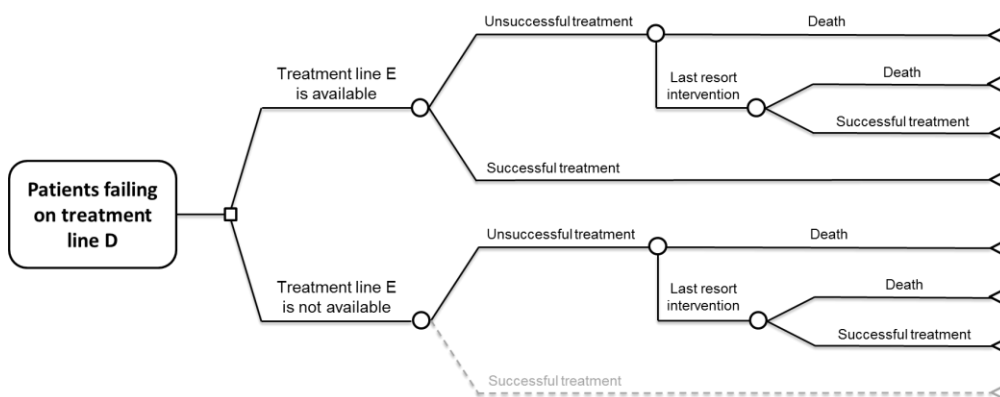 Unsuccessful treatment
Death
Treatment line E
is available
Last resort
intervention
Death
Successful treatment
Successful treatment
Patients failing
on treatment
line D
Unsuccessful treatment
Death
Treatment line E
is not available
Last resort
intervention
Death
Successful treatment
Successful treatment